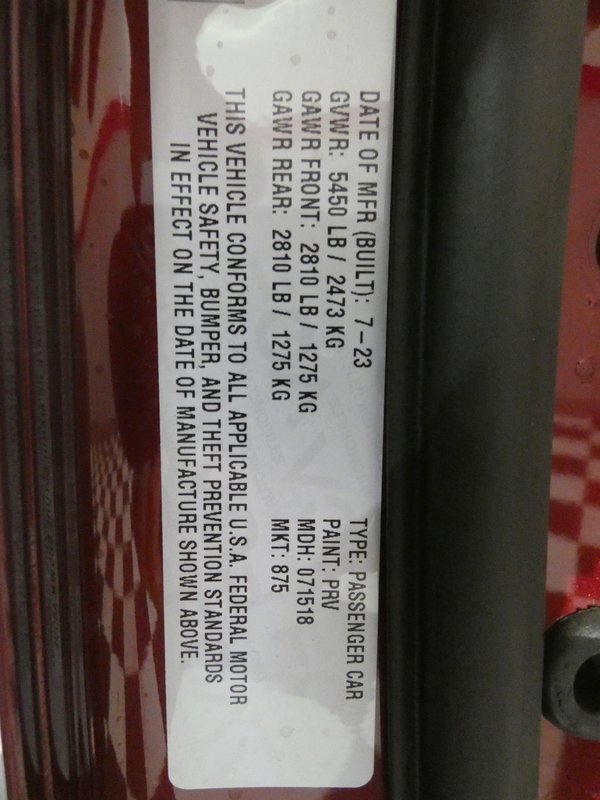 DATE OF MFR (BUILT): 7-23
GVWR: 5450 LB / 2473 KG
GAWR FRONT: 2810 LB / 1275 KG
GAWR REAR: 2810 LB / 1275 KG
TYPE: PASSENGER CAR
PAINT: PRV
MDH: 071518
MKT: 875
THIS VEHICLE CONFORMS TO ALL APPLICABLE U.S.A. FEDERAL MOTOR
VEHICLE SAFETY, BUMPER, AND THEFT PREVENTION STANDARDS
IN EFFECT ON THE DATE OF MANUFACTURE SHOWN ABOVE.